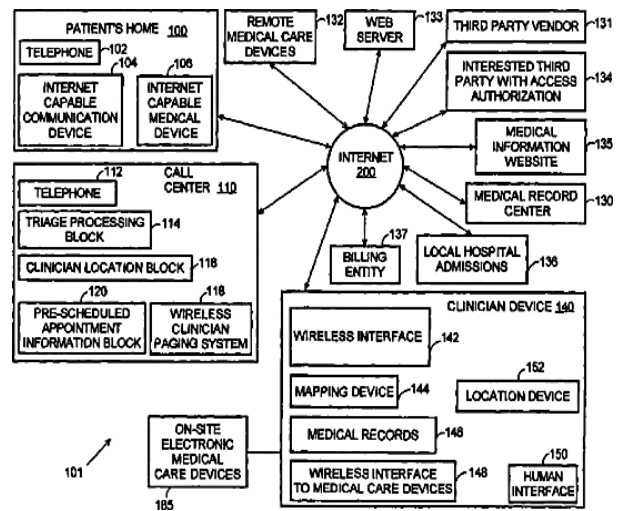 PATIENT'S HOME 100
TELEPHONE
102
104
106
INTERNET
CAPABLE
COMMUNICATION
DEVICE
INTERNET
CAPABLE
MEDICAL
DEVICE
REMOTE
MEDICAL CARE
DEVICES
132
WEB
SERVER
133
THIRD PARTY VENDOR
131
INTERESTED THIRD
PARTY WITH ACCESS
AUTHORIZATION
134
MEDICAL
INFORMATION
WEBSITE
135
MEDICAL RECORD
CENTER
130
LOCAL HOSPITAL
ADMISSIONS
136
137
BILLING
ENTITY
INTERNET
200
CALL
CENTER 110
112
TELEPHONE
TRIAGE PROCESSING
BLOCK
114
CLINICIAN LOCATION BLOCK
116
120
118
PRE-SCHEDULED
APPOINTMENT
INFORMATION BLOCK
WIRELESS
CLINICIAN
PAGING SYSTEM
CLINICIAN DEVICE 140
WIRELESS INTERFACE
142
MAPPING DEVICE
144
152
LOCATION DEVICE
MEDICAL RECORDS
146
WIRELESS INTERFACE
TO MEDICAL CARE DEVICES
148
150
HUMAN
INTERFACE
ON-SITE
ELECTRONIC
MEDICAL
CARE DEVICES
165
101